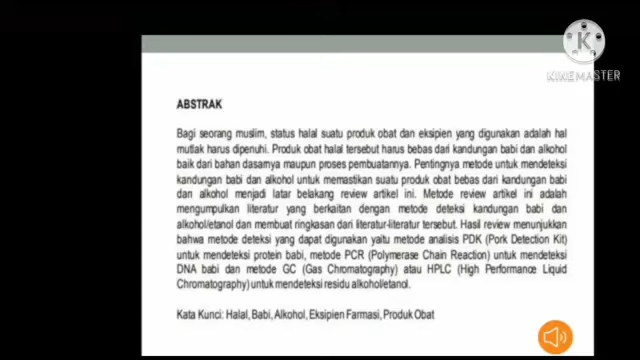 KINEMASTER
ABSTRAK
Bagi seorang muslim, status halal suatu produk obat dan eksipien yang digunakan adalah hal
mutlak harus dipenuhi. Produk obat halal tersebut harus bebas dari kandungan babi dan alkohol
baik dari bahan dasarnya maupun proses pembuatannya. Pentingnya metode untuk mendeteksi
kandungan babi dan alkohol untuk memastikan suatu produk obat bebas dari kandungan babi
dan alkohol menjadi latar belakang review artikel ini. Metode review artikel ini adalah
mengumpulkan literatur yang berkaitan dengan metode deteksi kandungan babi dan
alkohol/etanol dan membuat ringkasan dari literatur-literatur tersebut. Hasil review menunjukkan
bahwa metode deteksi yang dapat digunakan yaitu metode analisis PDK (Pork Detection Kit)
untuk mendeteksi protein babi, metode PCR (Polymerase Chain Reaction) untuk mendeteksi
DNA babi dan metode GC (Gas Chromatography) atau HPLC (High Performance Liquid
Chromatography) untuk mendeteksi residu alkohol/etanol.
Kata Kunci: Halal, Babi, Alkohol, Eksipien Farmasi, Produk Obat